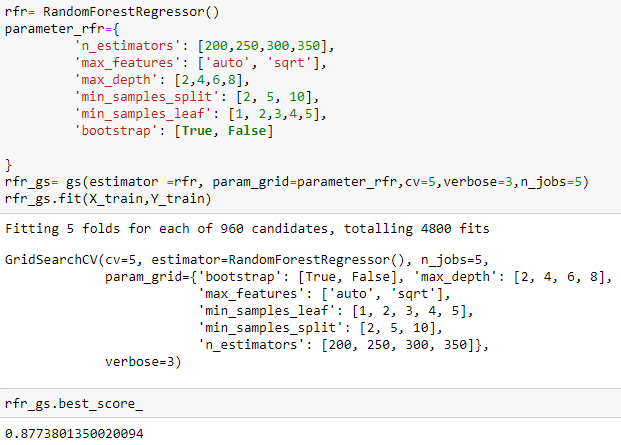 rfr= RandomForestRegressor()
parameter_rfr={
'n_estimators': [200,250,300,350],
'max_features': ['auto', 'sqrt'],
'max_depth': [2,4,6,8],
'min_samples_split': [2, 5, 10],
'min_samples_leaf': [1, 2,3,4,5],
'bootstrap': [True, False]
}
rfr_gs= gs(estimator =rfr, param_grid=parameter_rfr,cv=5,verbose=3,n_jobs=5)
rfr_gs.fit(X_train,Y_train)
Fitting 5 folds for each of 960 candidates, totalling 4800 fits
GridSearchCV(cv=5, estimator=RandomForestRegressor(), n_jobs=5,
param_grid={'bootstrap': [True, False], 'max_depth': [2, 4, 6, 8],
'max_features': ['auto', 'sqrt'],
'min_samples_leaf': [1, 2, 3, 4, 5],
'min_samples_split': [2, 5, 10],
'n_estimators': [200, 250, 300, 350]},
verbose=3)
rfr_gs.best_score_
0.8773801350020094